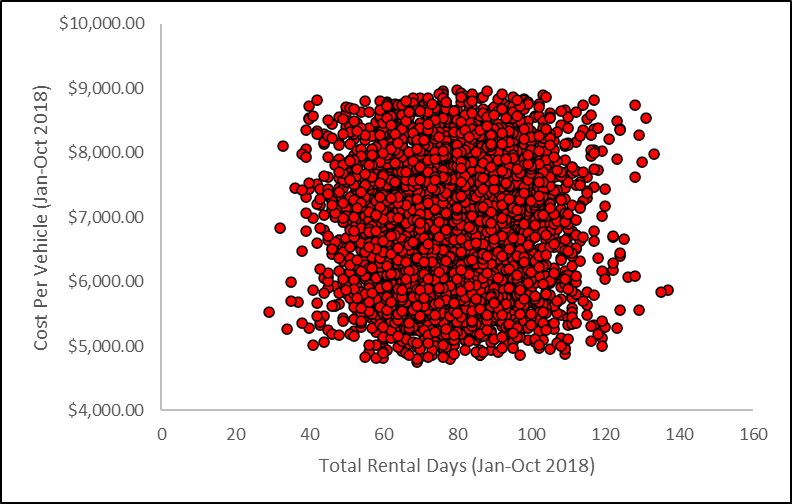 $10,000.00
$9,000.00
$8,000.00
$7,000.00
$6,000.00
$5,000.00
$4,000.00
Cost Per Vehicle (Jan-Oct 2018)
0 20 40 60 80 100 120 140 160
Total Rental Days (Jan-Oct 2018)